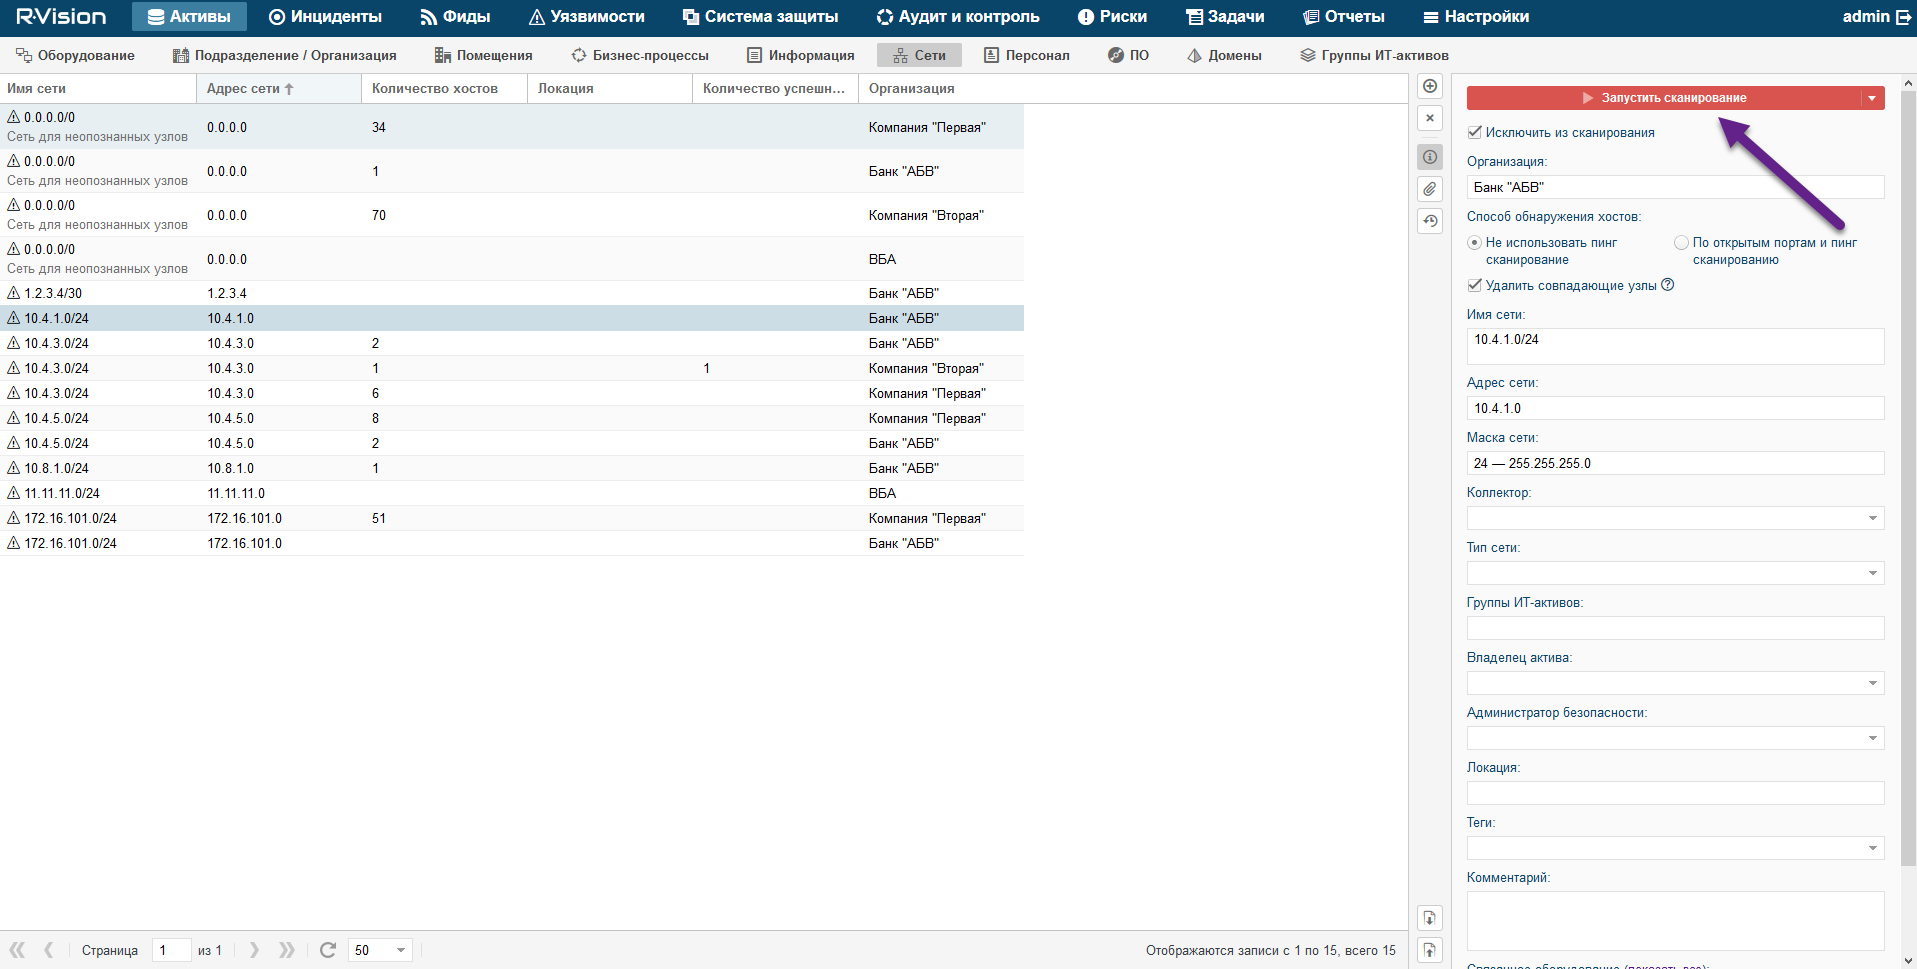 R-Vision Активы Инциденты Фиды Уязвимости Система защиты Аудит и контроль Риски Задачи Отчеты Настройки admin
Оборудование Подразделение / Организация Помещения Бизнес-процессы Информация Сети Персонал ПО Домены Группы ИТ-активов
Имя сети Адрес сети Количество хостов Локация Количество успешн... Организация
0.0.0.0/0
Сеть для неопознанных узлов 0.0.0.0 34 Компания "Первая"
0.0.0.0/0
Сеть для неопознанных узлов 0.0.0.0 1 Банк "АБВ"
0.0.0.0/0
Сеть для неопознанных узлов 0.0.0.0 70 Компания "Вторая"
0.0.0.0/0
Сеть для неопознанных узлов 0.0.0.0 ВБА
1.2.3.4/30 1.2.3.4 Банк "АБВ"
10.4.1.0/24 10.4.1.0 Банк "АБВ"
10.4.3.0/24 10.4.3.0 2 Банк "АБВ"
10.4.3.0/24 10.4.3.0 1 1 Компания "Вторая"
10.4.3.0/24 10.4.3.0 6 Компания "Первая"
10.4.5.0/24 10.4.5.0 8 Компания "Первая"
10.4.5.0/24 10.4.5.0 2 Банк "АБВ"
10.8.1.0/24 10.8.1.0 1 Банк "АБВ"
11.11.11.0/24 11.11.11.0 ВБА
172.16.101.0/24 172.16.101.0 51 Компания "Первая"
172.16.101.0/24 172.16.101.0 Банк "АБВ"
Страница 1 из 1 50 Отображаются записи с 1 по 15, всего 15
Запустить сканирование
Исключить из сканирования
Организация:
Банк "АБВ"
Способ обнаружения хостов:
Не использовать пинг сканирование
По открытым портам и пинг сканированию
Удалить совпадающие узлы
Имя сети:
10.4.1.0/24
Адрес сети:
10.4.1.0
Маска сети:
24 — 255.255.255.0
Коллектор:
Тип сети:
Группы ИТ-активов:
Владелец актива:
Администратор безопасности:
Локация:
Теги:
Комментарий:
Связанное оборудование (показать все):